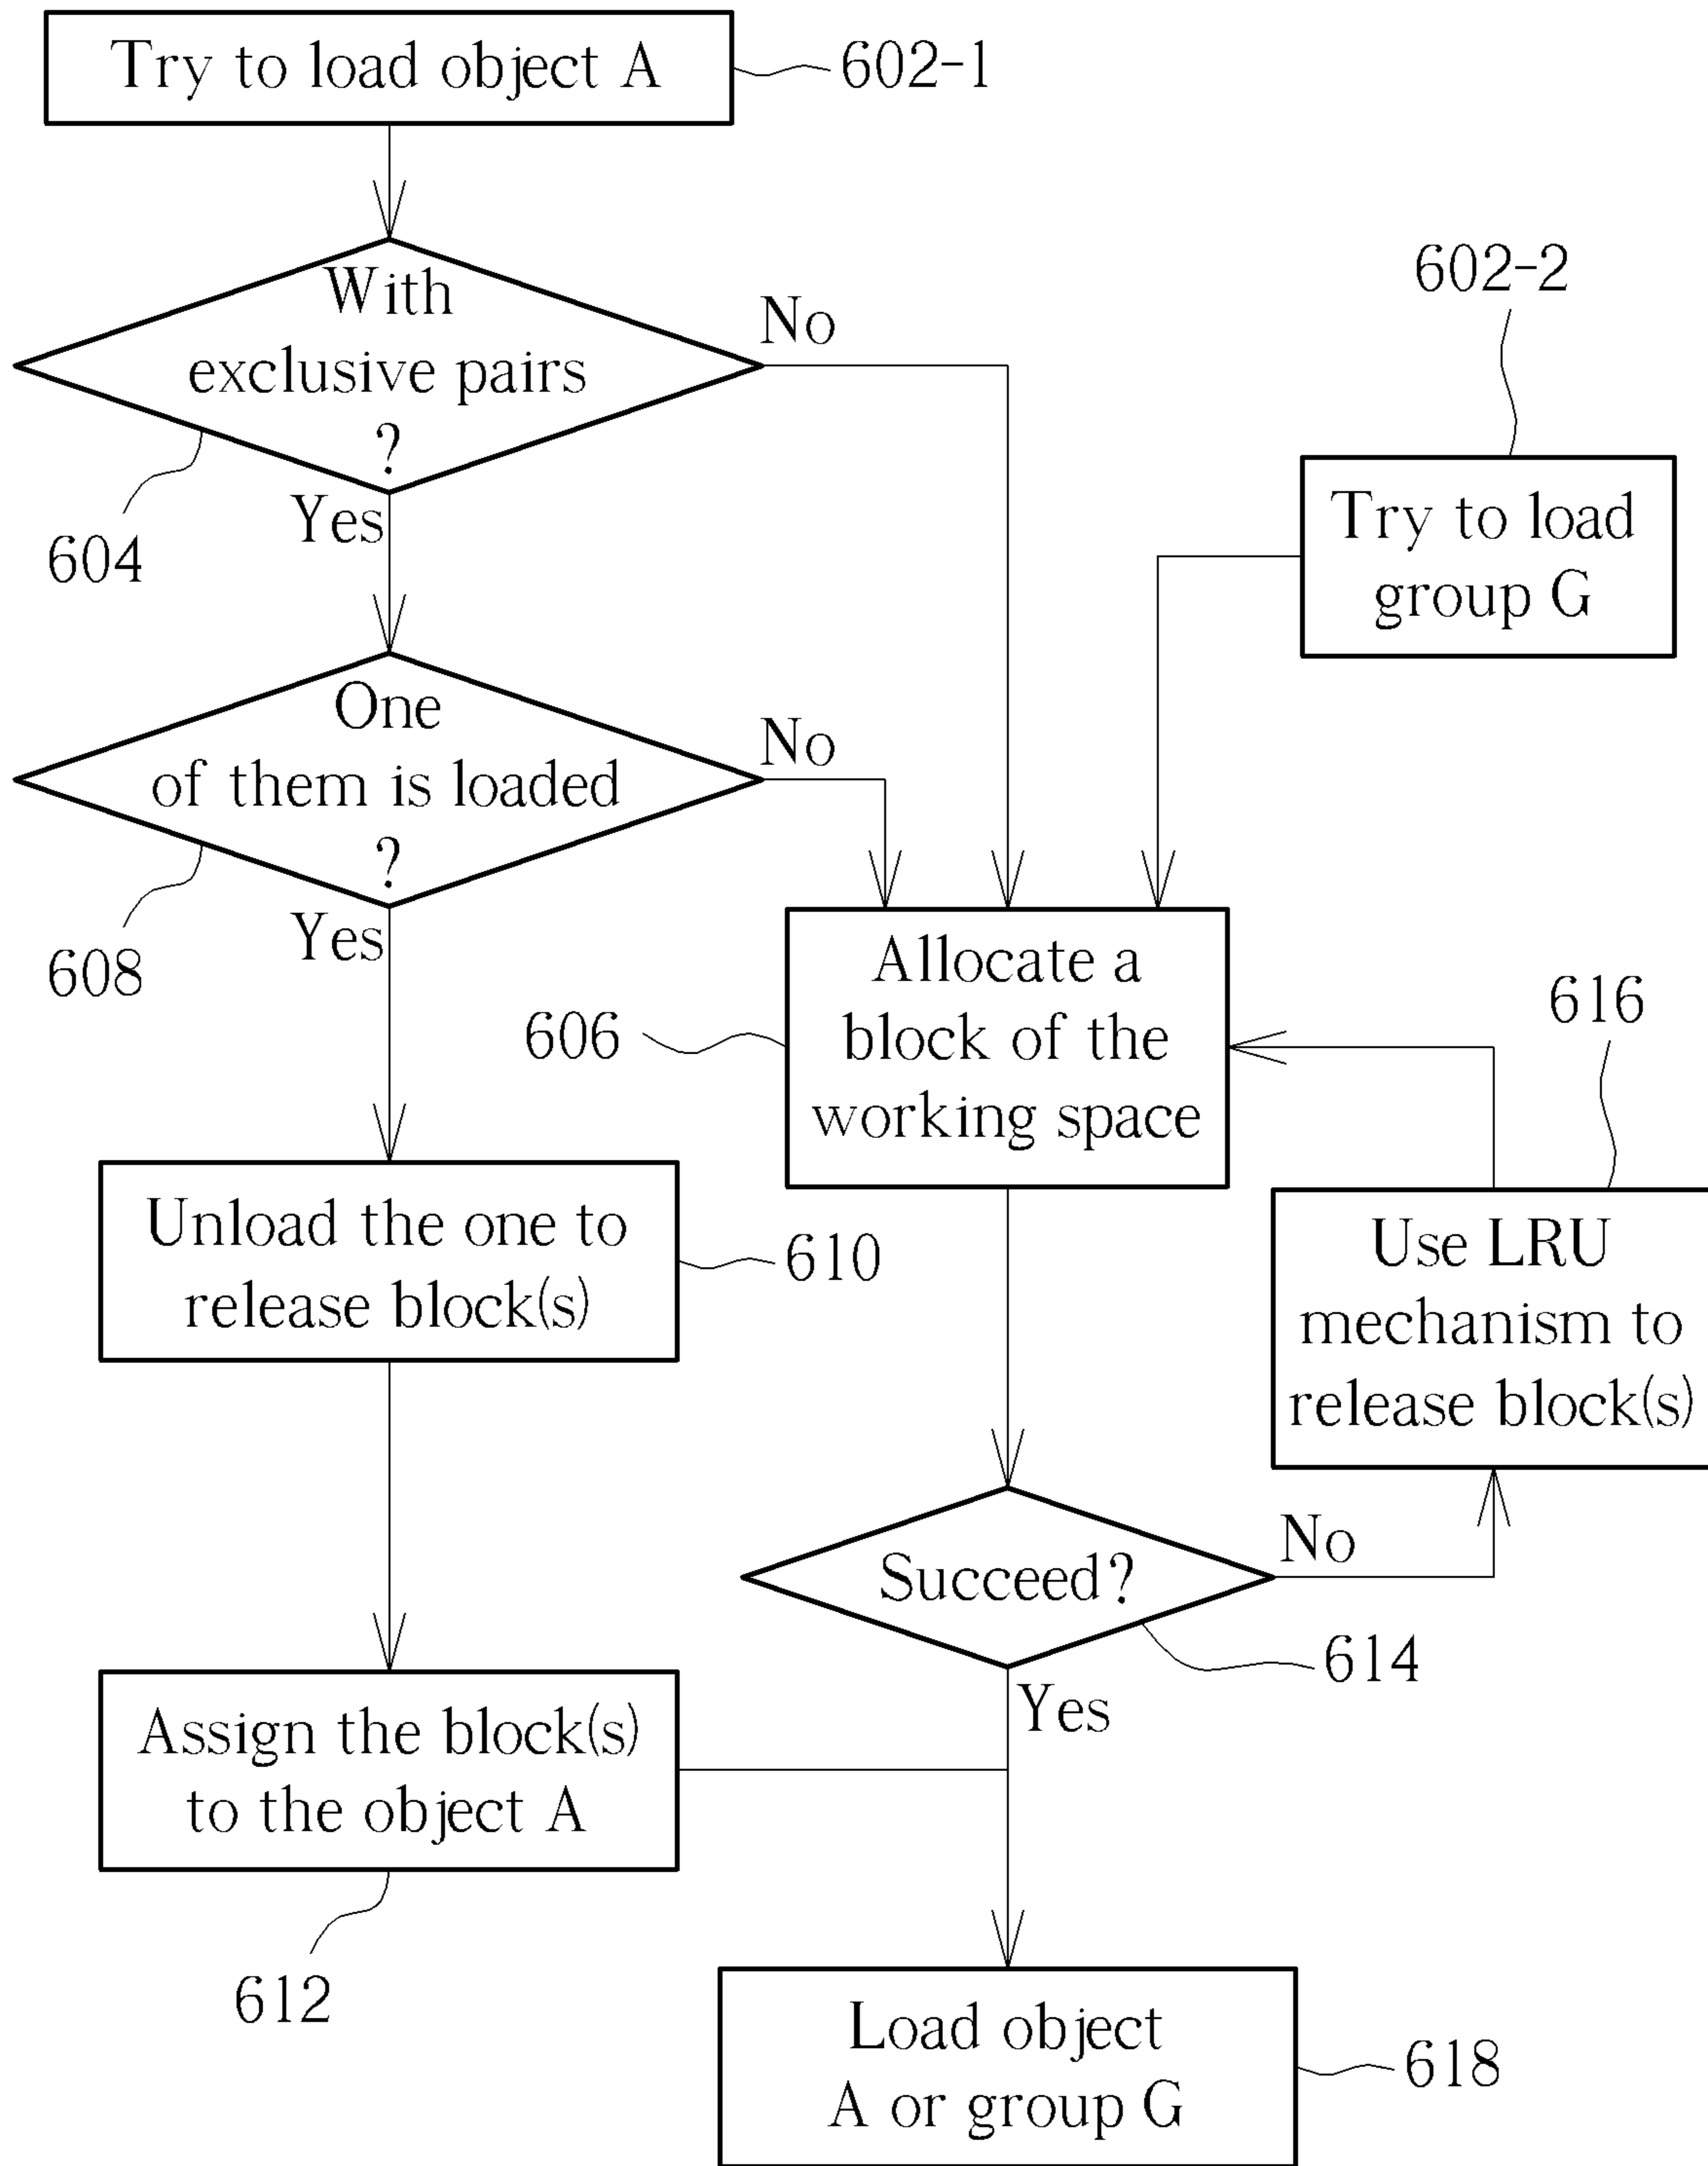 Try to load object A
602-1
With
exclusive pairs
?
No
Yes
604
602-2
Try to load
group G
One
of them is loaded
?
No
Yes
608
Allocate a
block of the
working space
606
616
Use LRU
mechanism to
release block(s)
Unload the one to
release block(s)
610
Succeed?
No
614
Yes
Assign the block(s)
to the object A
612
Load object
A or group G
618